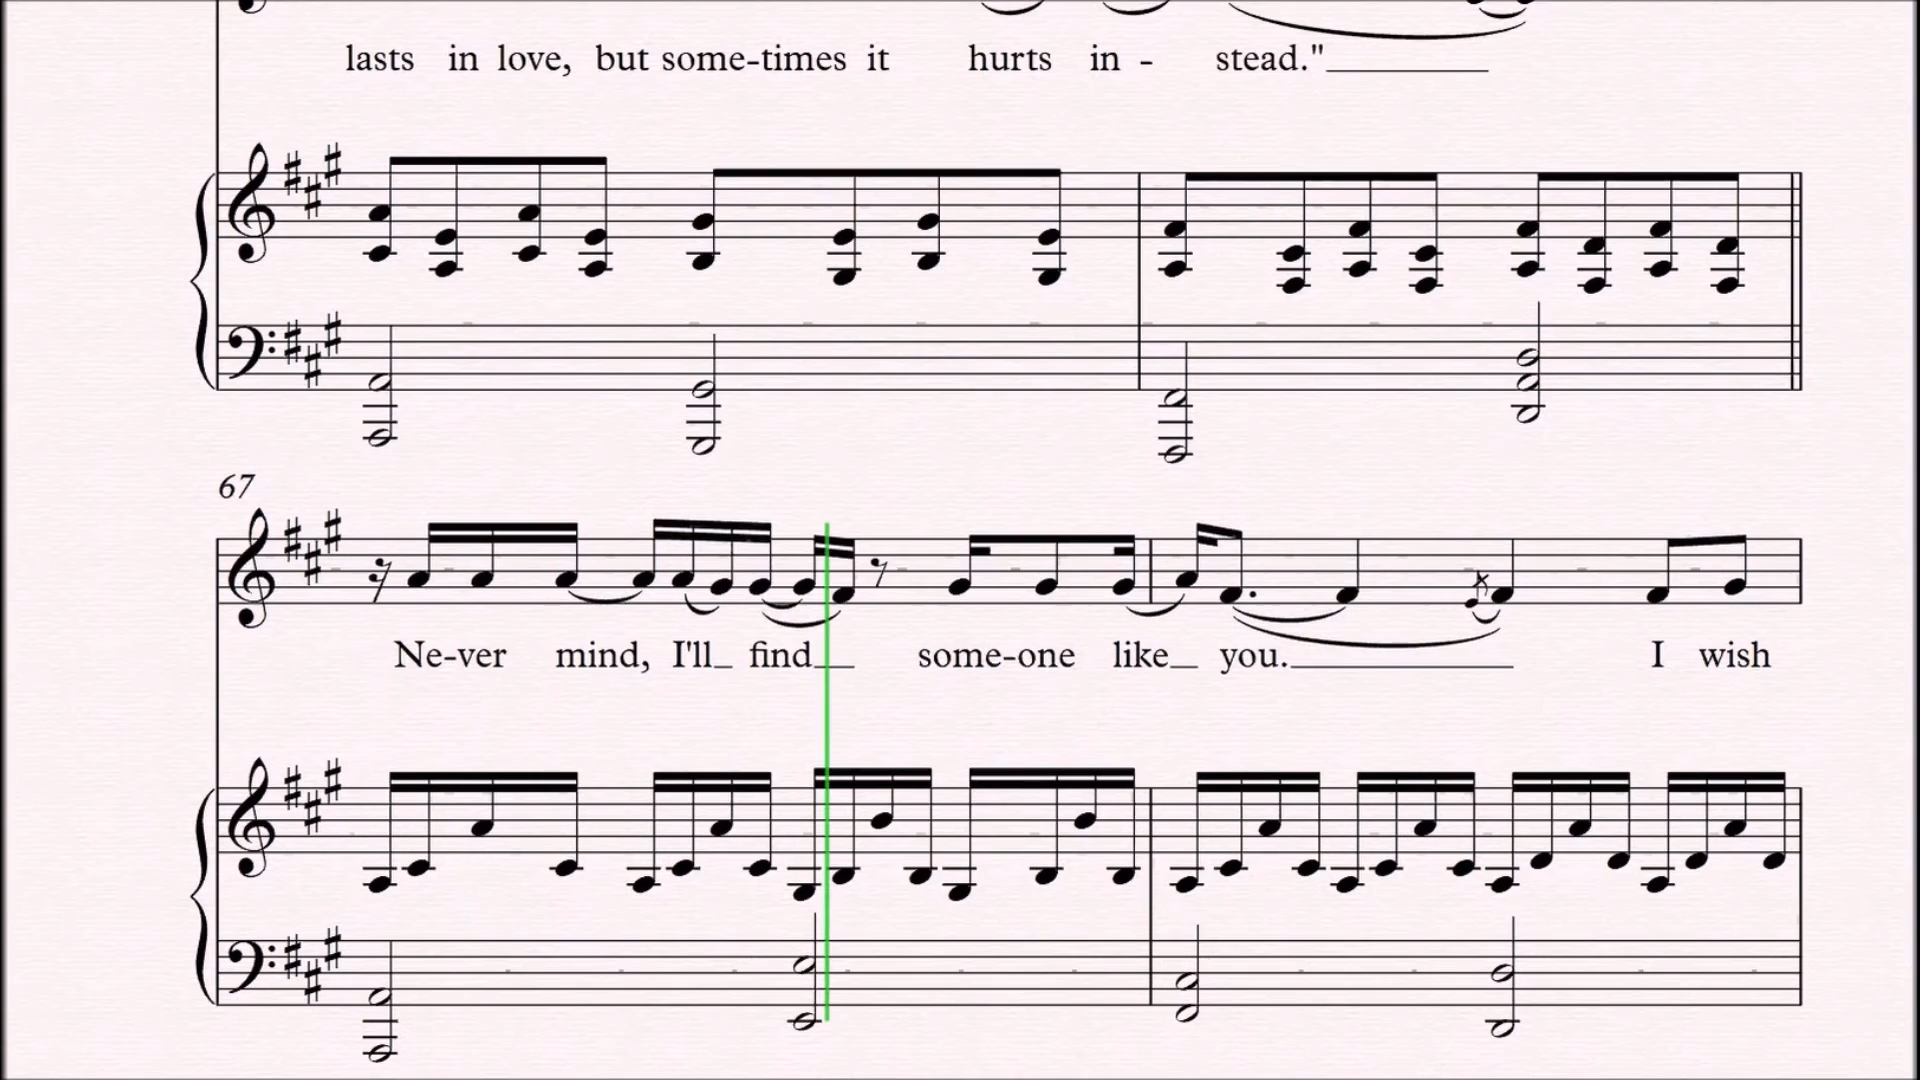 lasts in love, but some-times it hurts in - stead."
67
Ne-ver mind, I'll find some-one like you. I wish